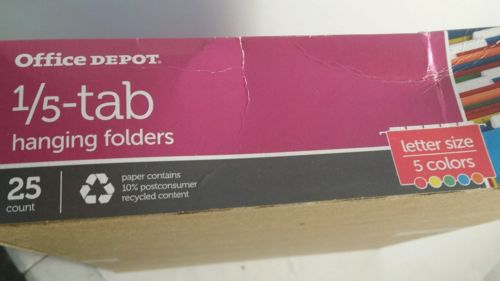 Office DEPOT.
1/5-tab
hanging folders
25
count
paper contains
10% postconsumer
recycled content
letter size
5 colors